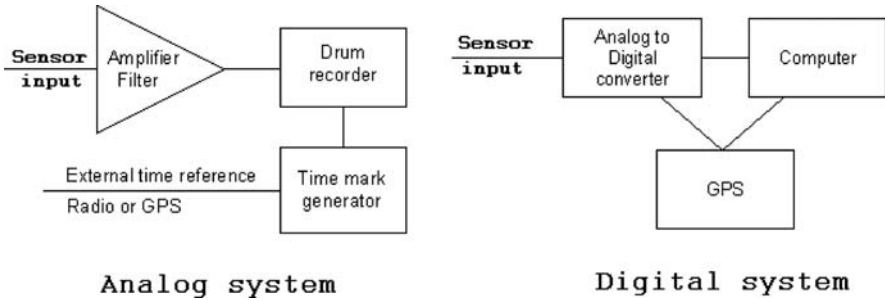 Sensor
input
Amplifier
Filter
Drum
recorder
External time reference
Radio or GPS
Time mark
generator
Analog system
Sensor
input
Analog to
Digital
converter
Computer
GPS
Digital system